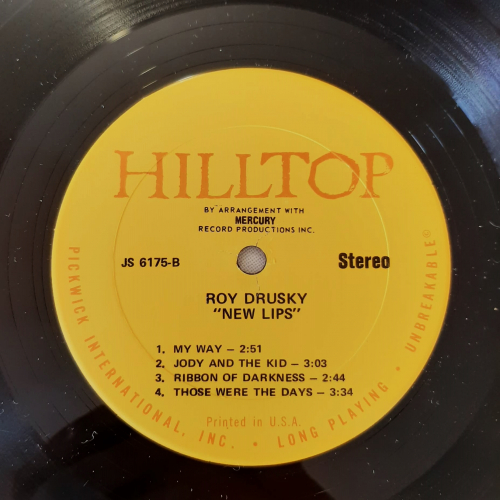 HILLTOP
BY ARRANGEMENT WITH
MERCURY
RECORD PRODUCTIONS INC.
JS 6175-B
Stereo
ROY DRUSKY
"NEW LIPS"
1. MY WAY – 2:51
2. JODY AND THE KID – 3:03
3. RIBBON OF DARKNESS – 2:44
4. THOSE WERE THE DAYS – 3:34
Printed in U.S.A.
PICKWICK INTERNATIONAL, INC. • LONG PLAYING • UNBREAKABLE®